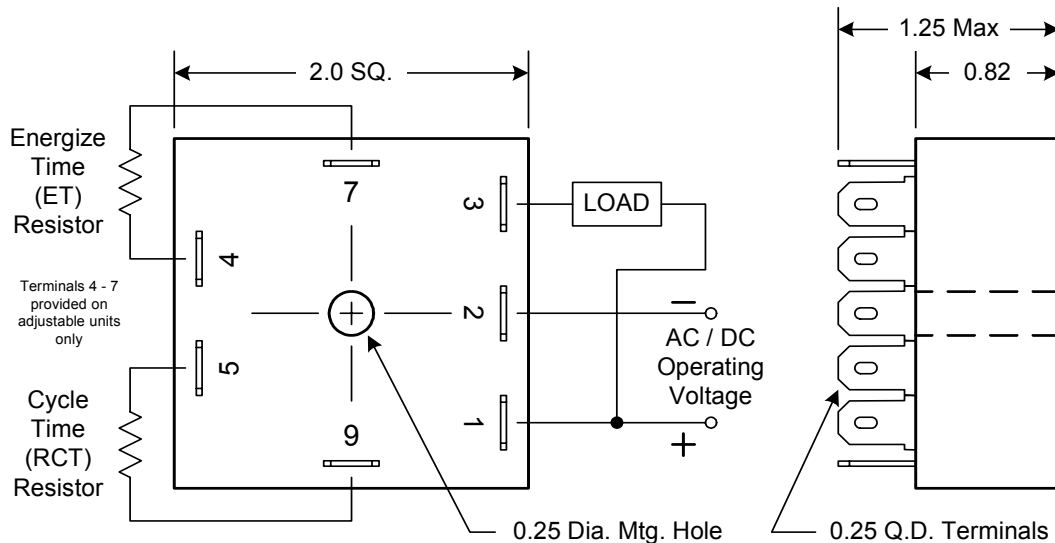 1.25 Max
2.0 SQ.
0.82
Energize
Time
(ET)
Resistor
7
3
LOAD
4
Terminals 4 - 7
provided on
adjustable units
only
2
−
AC / DC
Operating
Voltage
+
5
1
Cycle
Time
(RCT)
Resistor
9
0.25 Dia. Mtg. Hole
0.25 Q.D. Terminals